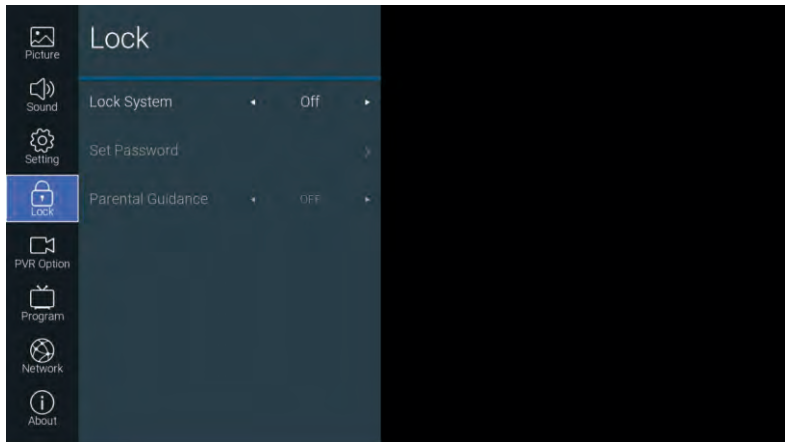 Picture
Sound
Setting
Lock
PVR Option
Program
Network
About
Lock
Lock System Off
Set Password
Parental Guidance OFF